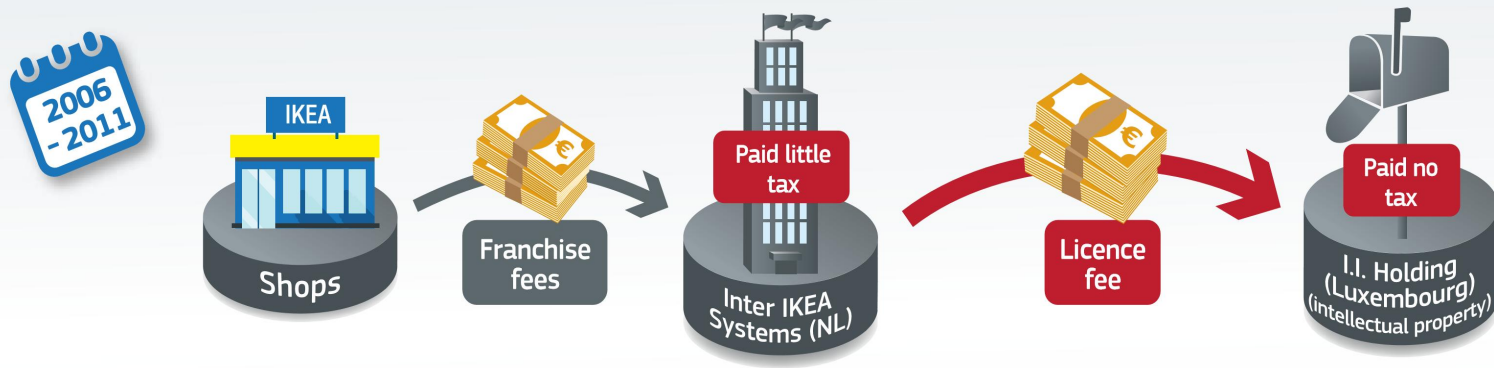 2006
- 2011
IKEA
Shops
Franchise
fees
€
Paid little
tax
Inter IKEA
Systems (NL)
€
Licence
fee
Paid no
tax
I.I. Holding
(Luxembourg)
(intellectual property)